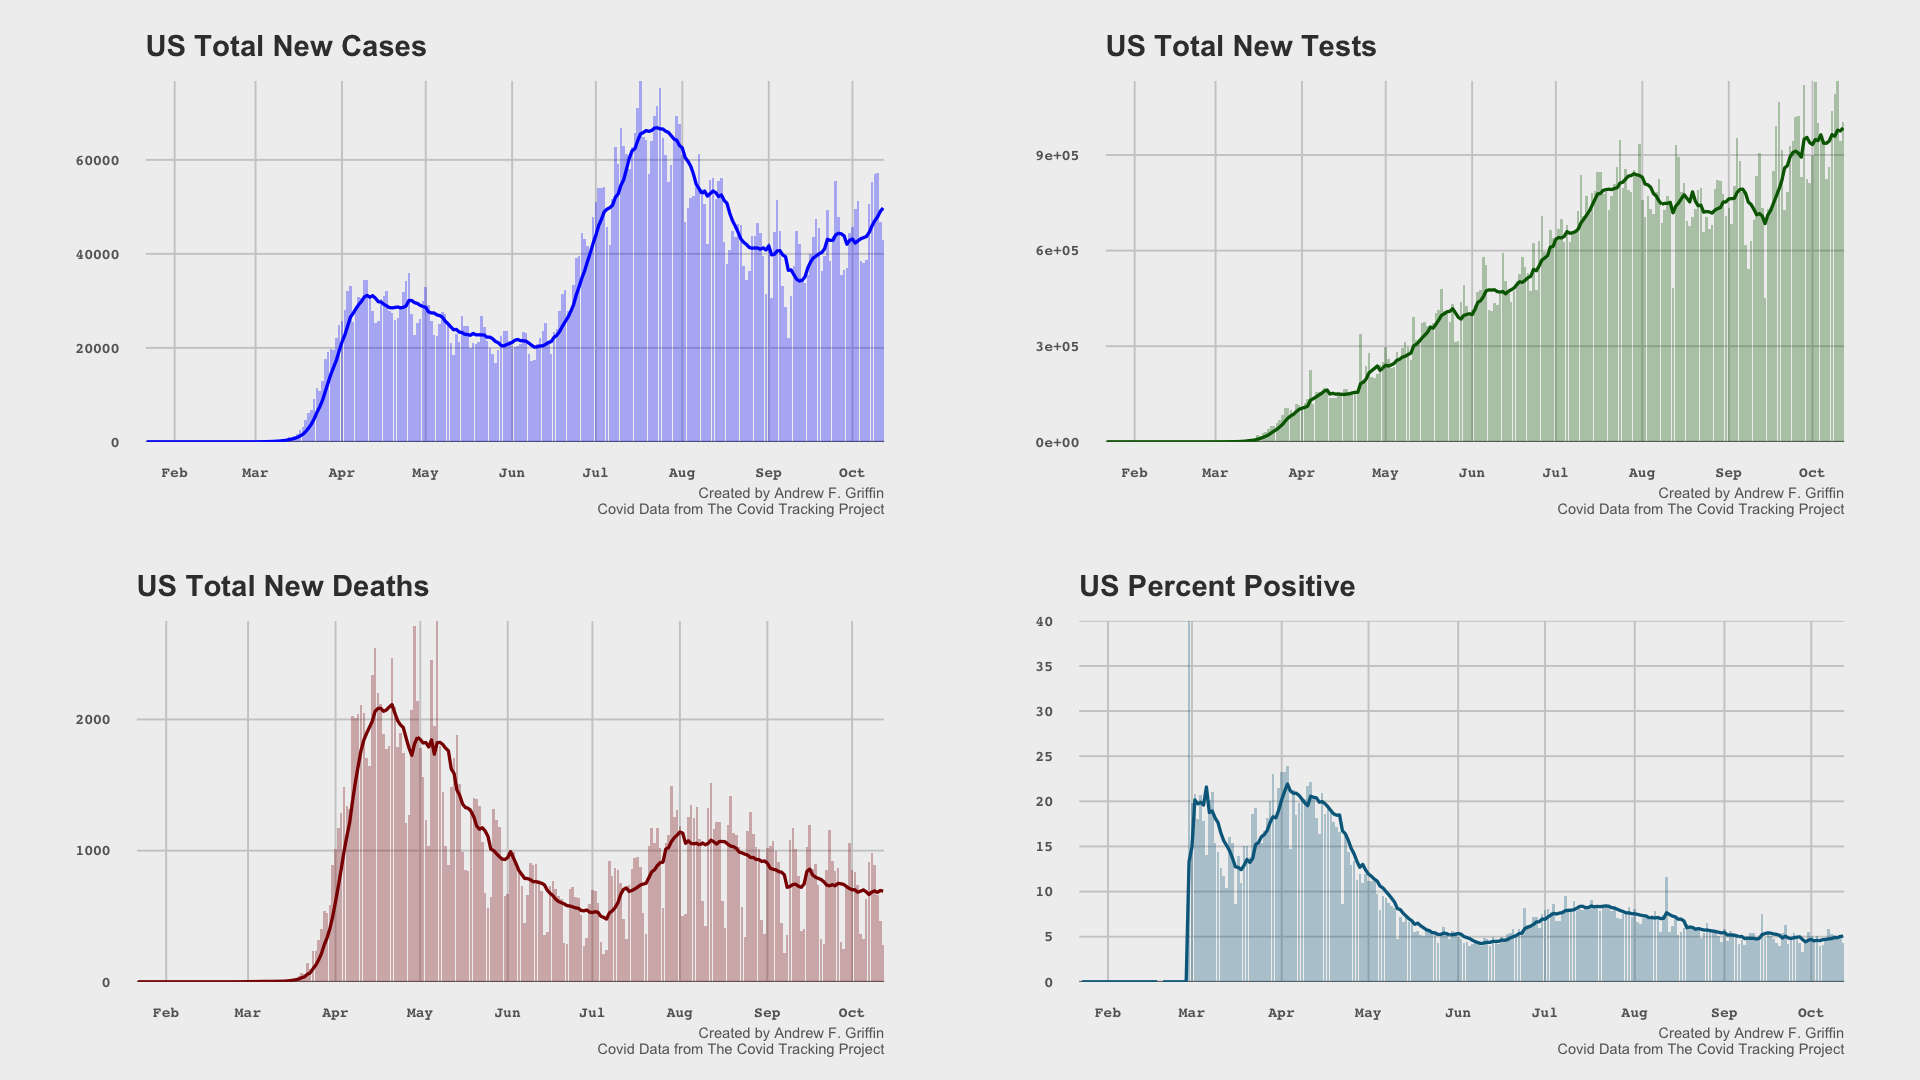 US Total New Cases
60000
40000
20000
0
Feb Mar Apr May Jun Jul Aug Sep Oct
Created by Andrew F. Griffin
Covid Data from The Covid Tracking Project
US Total New Tests
9e+05
6e+05
3e+05
0e+00
Feb Mar Apr May Jun Jul Aug Sep Oct
Created by Andrew F. Griffin
Covid Data from The Covid Tracking Project
US Total New Deaths
2000
1000
0
Feb Mar Apr May Jun Jul Aug Sep Oct
Created by Andrew F. Griffin
Covid Data from The Covid Tracking Project
US Percent Positive
40
35
30
25
20
15
10
5
0
Feb Mar Apr May Jun Jul Aug Sep Oct
Created by Andrew F. Griffin
Covid Data from The Covid Tracking Project